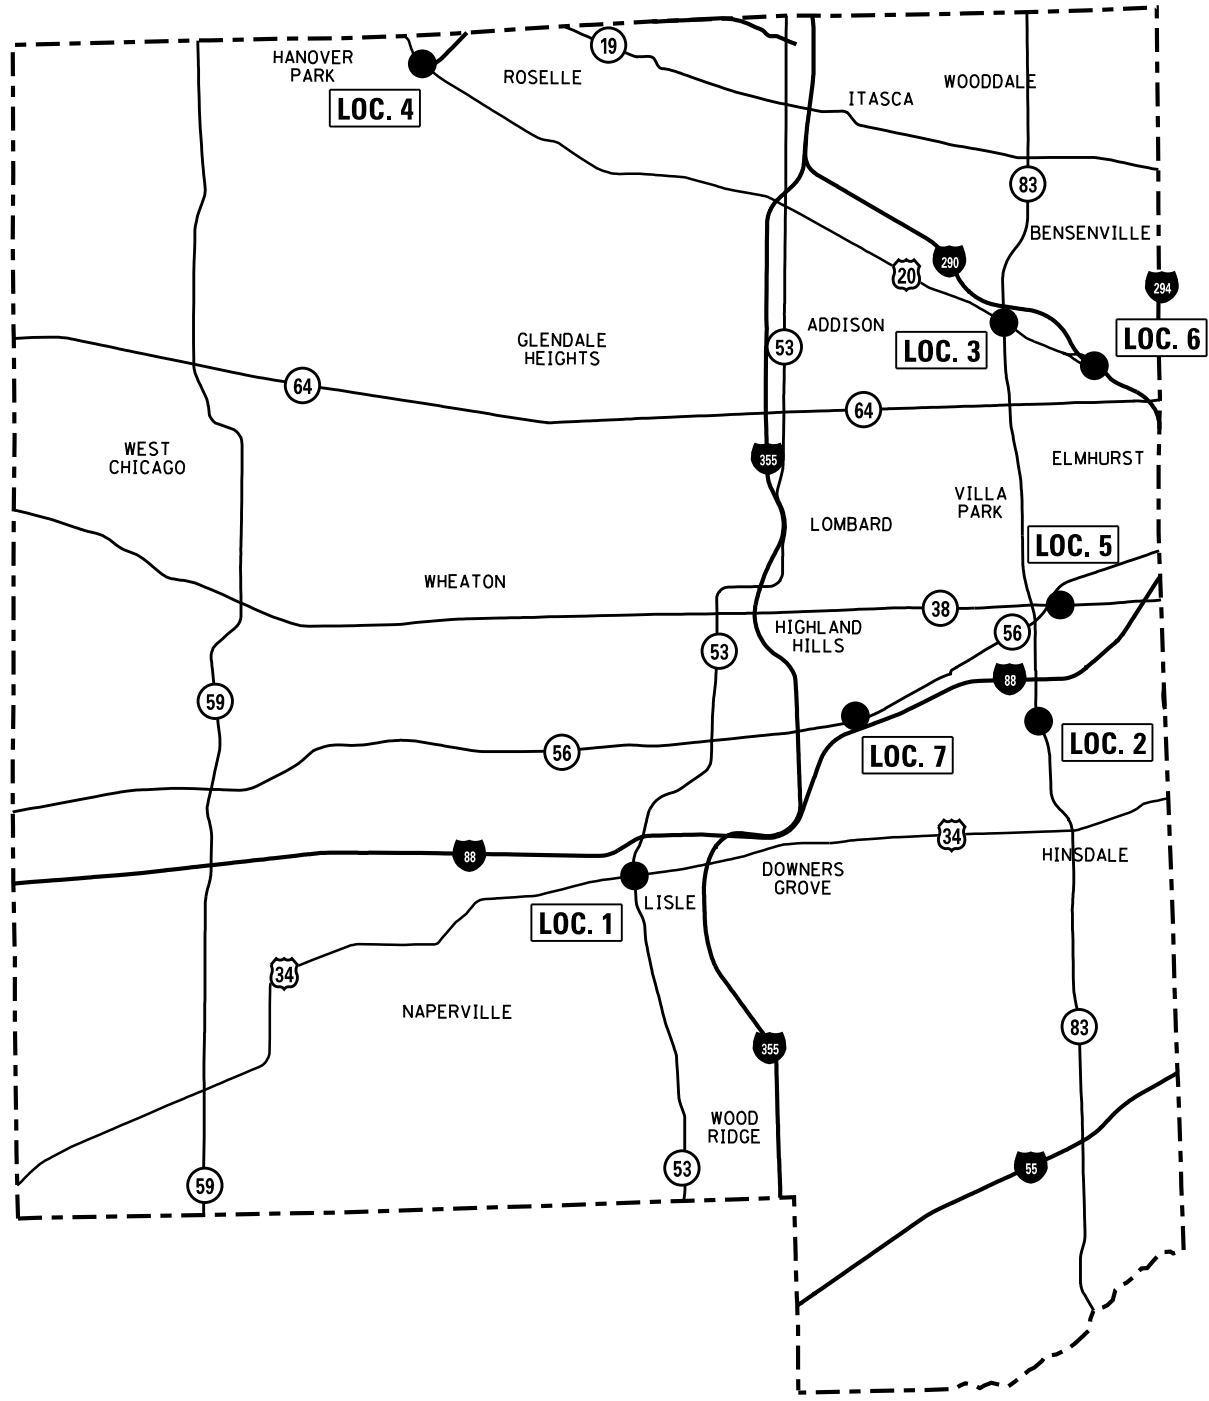 19
HANOVER
PARK
ROSELLE
WOODDALE
ITASCA
LOC. 4
83
BENSENVILLE
290
20
294
ADDISON
LOC. 3
LOC. 6
GLENDALE
HEIGHTS
53
64
64
WEST
CHICAGO
355
ELMHURST
VILLA
PARK
LOMBARD
LOC. 5
WHEATON
38
HIGHLAND
HILLS
56
53
88
59
56
LOC. 7
LOC. 2
34
88
HINSDALE
DOWNERS
GROVE
LISLE
LOC. 1
34
NAPERVILLE
83
355
WOOD
RIDGE
53
55
59